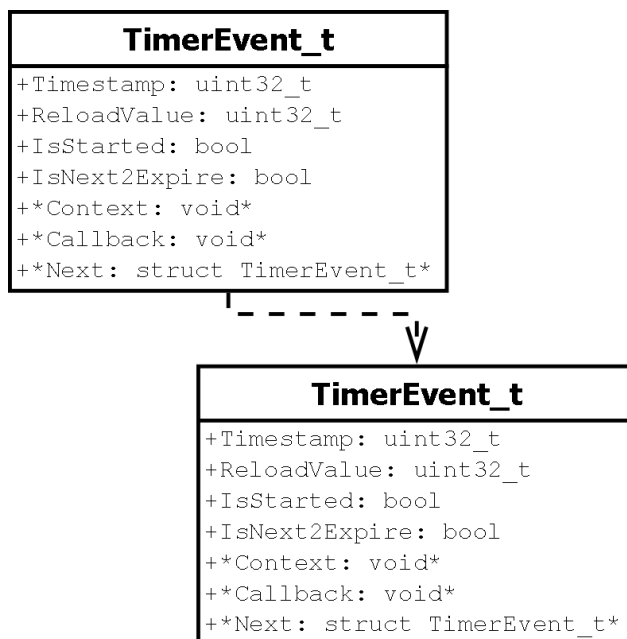 TimerEvent_t
+Timestamp: uint32_t
+ReloadValue: uint32_t
+IsStarted: bool
+IsNext2Expire: bool
+*Context: void*
+*Callback: void*
+*Next: struct TimerEvent_t*
TimerEvent_t
+Timestamp: uint32_t
+ReloadValue: uint32_t
+IsStarted: bool
+IsNext2Expire: bool
+*Context: void*
+*Callback: void*
+*Next: struct TimerEvent_t*